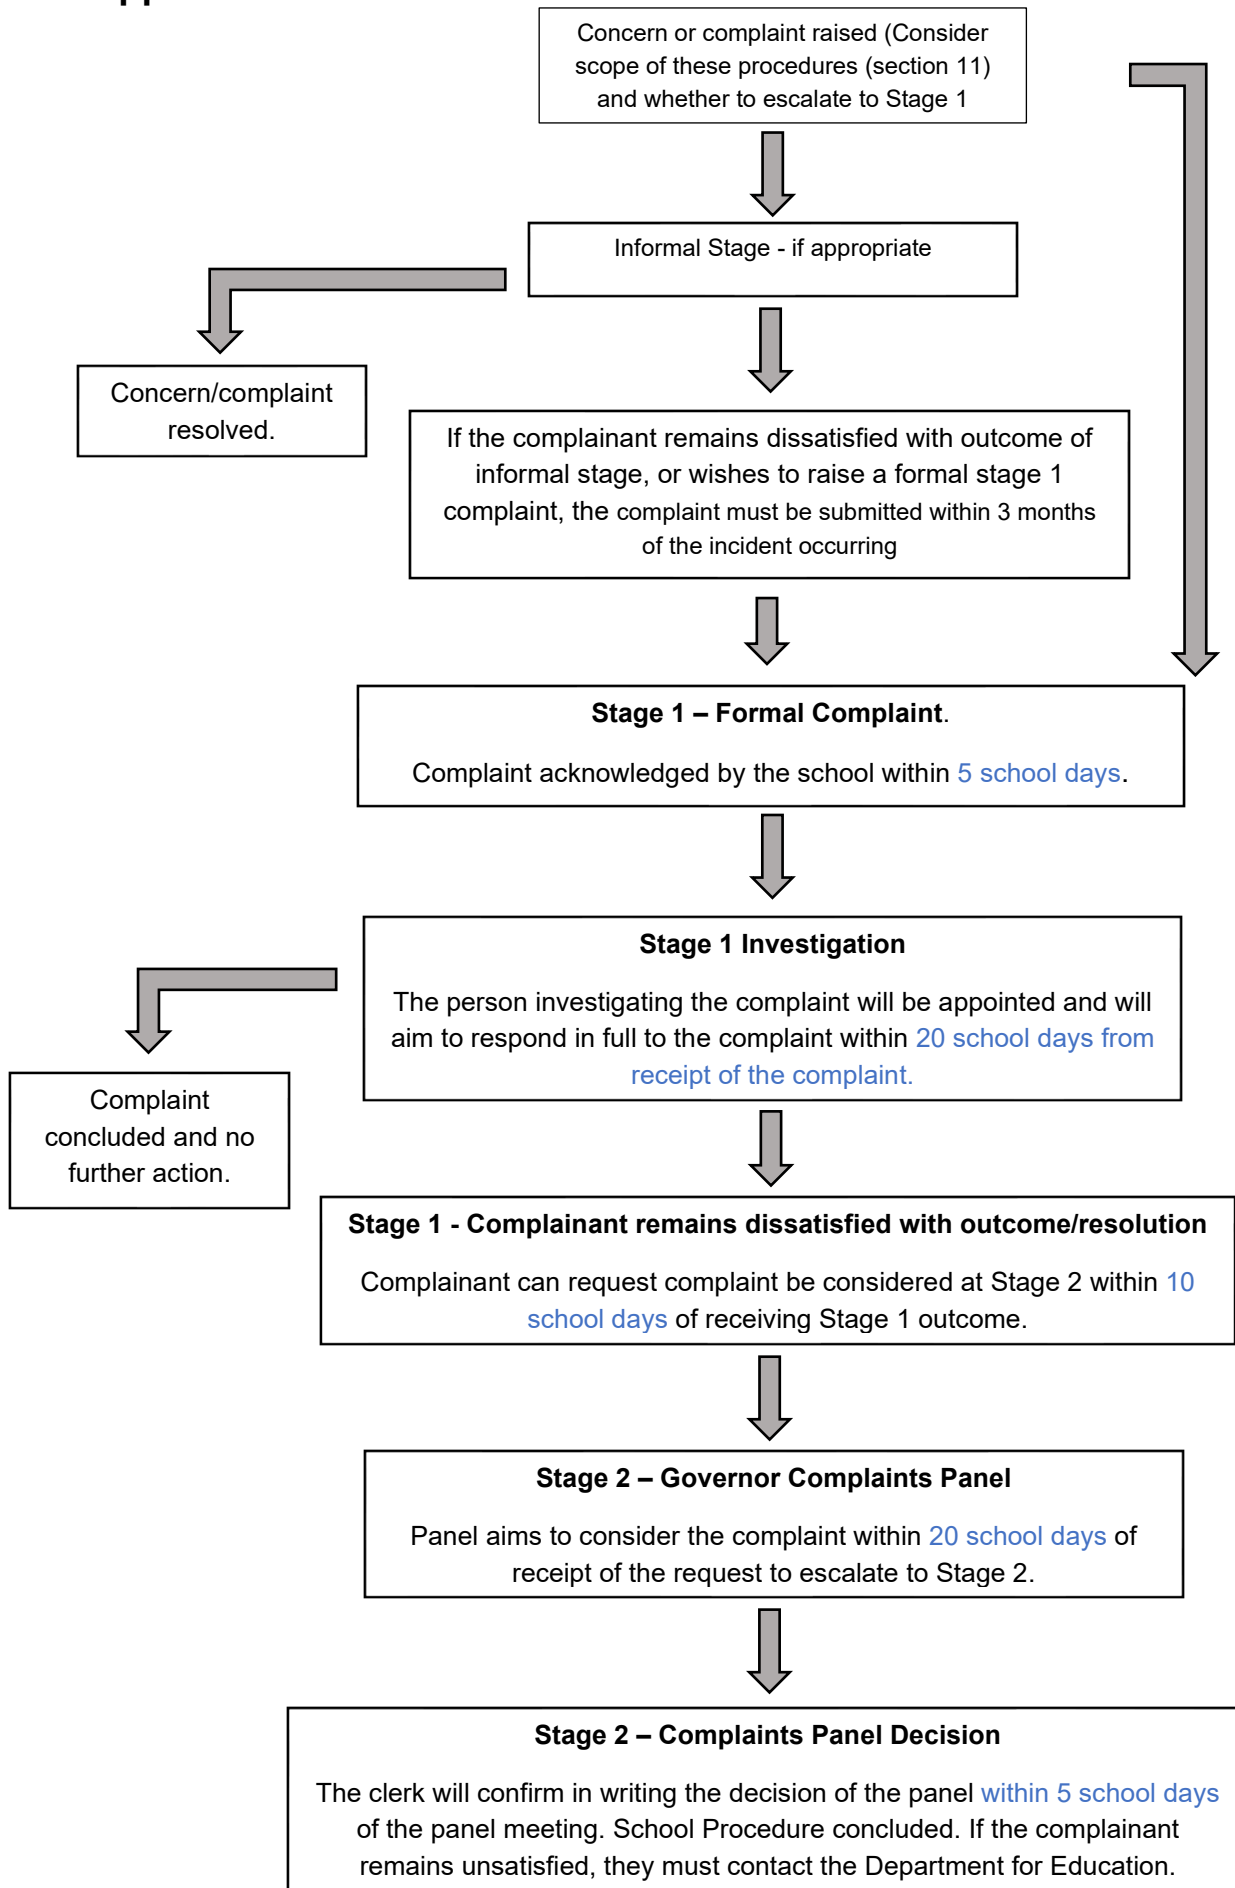 Concern or complaint raised (Consider
scope of these procedures (section 11)
and whether to escalate to Stage 1
Informal Stage - if appropriate
Concern/complaint
resolved.
If the complainant remains dissatisfied with outcome of
informal stage, or wishes to raise a formal stage 1
complaint, the complaint must be submitted within 3 months
of the incident occurring
Stage 1 – Formal Complaint.
Complaint acknowledged by the school within 5 school days.
Stage 1 Investigation
The person investigating the complaint will be appointed and will
aim to respond in full to the complaint within 20 school days from
receipt of the complaint.
Complaint
concluded and no
further action.
Stage 1 - Complainant remains dissatisfied with outcome/resolution
Complainant can request complaint be considered at Stage 2 within 10
school days of receiving Stage 1 outcome.
Stage 2 – Governor Complaints Panel
Panel aims to consider the complaint within 20 school days of
receipt of the request to escalate to Stage 2.
Stage 2 – Complaints Panel Decision
The clerk will confirm in writing the decision of the panel within 5 school days
of the panel meeting. School Procedure concluded. If the complainant
remains unsatisfied, they must contact the Department for Education.